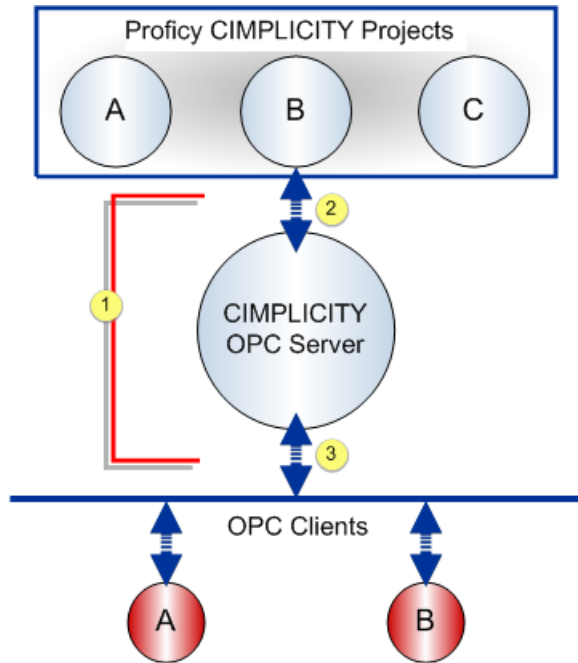 Proficy CIMPLICITY Projects
A
B
C
2
1
CIMPLICITY
OPC Server
3
OPC Clients
A
B